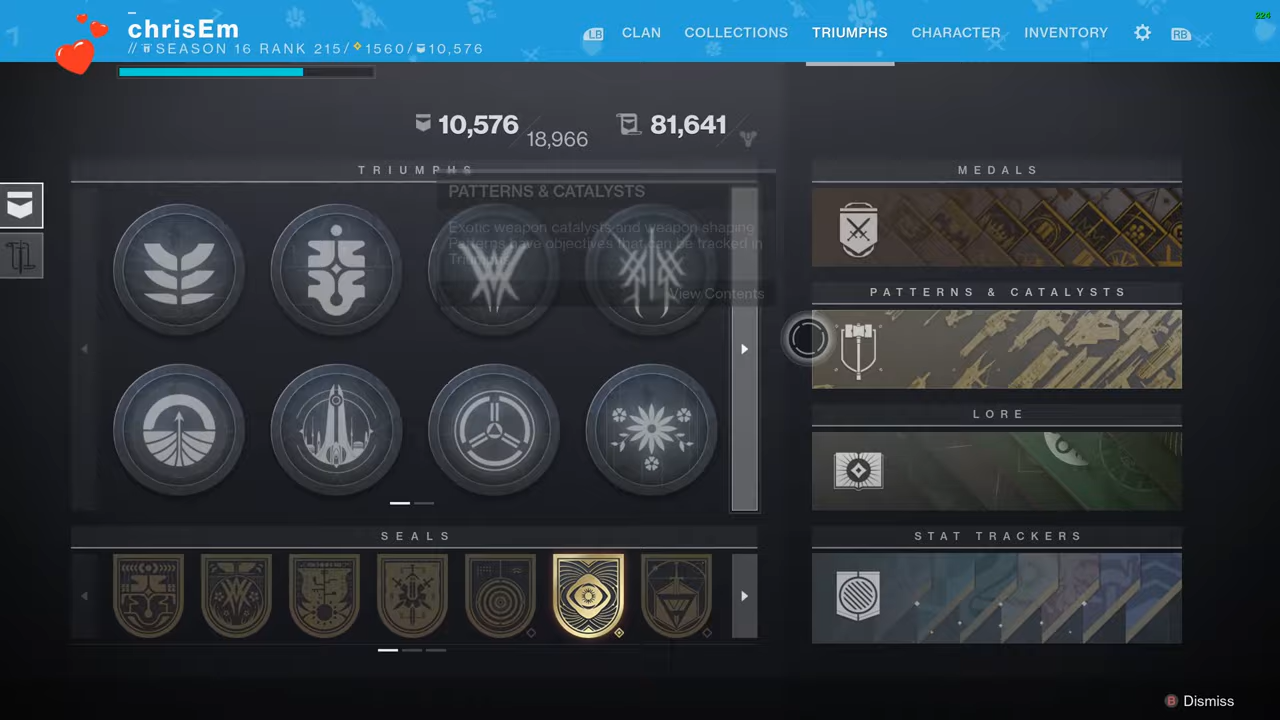 224
chrisEm
// SEASON 16 RANK 215/1560/10,576
LB CLAN COLLECTIONS TRIUMPHS CHARACTER INVENTORY RB
10,576 / 18,966 81,641
TRIUMPHS
PATTERNS & CATALYSTS
Exotic weapon catalysts and weapon shaping
Patterns have objectives that can be tracked in
Triumphs.
View Contents
SEALS
MEDALS
PATTERNS & CATALYSTS
LORE
STAT TRACKERS
B Dismiss